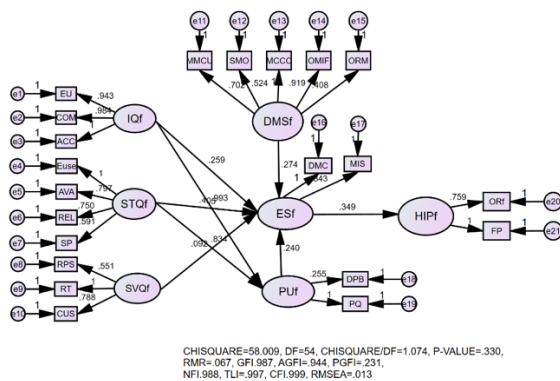 e11 e12 e13 e14 e15
1 1 1 1 1
MMCU SMO MCCC OMIF ORM
.702 .524 1 .919 .408
e1 1 EU
.943
e2 1 COM
.984
e3 1 ACC
1
IQf
DMSf
e16 e17
1 1
DMC MIS
1 .843
.259
.274
e4 1 Euse
1
e5 1 AVA
.797
e6 1 REL
.750
e7 1 SP
.591
STQf
.993
.092
.834
ESf
.349
HIPf
.759 ORf 1 e20
1 FP 1 e21
e8 1 RPS
.551
e9 1 RT
1
e10 1 CUS
.788
SVQf
.240
PUf
.255 DPB 1 e18
1 PQ 1 e19
CHISQUARE=58.009, DF=54, CHISQUARE/DF=1.074, P-VALUE=.330,
RMR=.067, GFI.987, AGFI=.944, PGFI=.231,
NFI.988, TLI=.997, CFI.999, RMSEA=.013